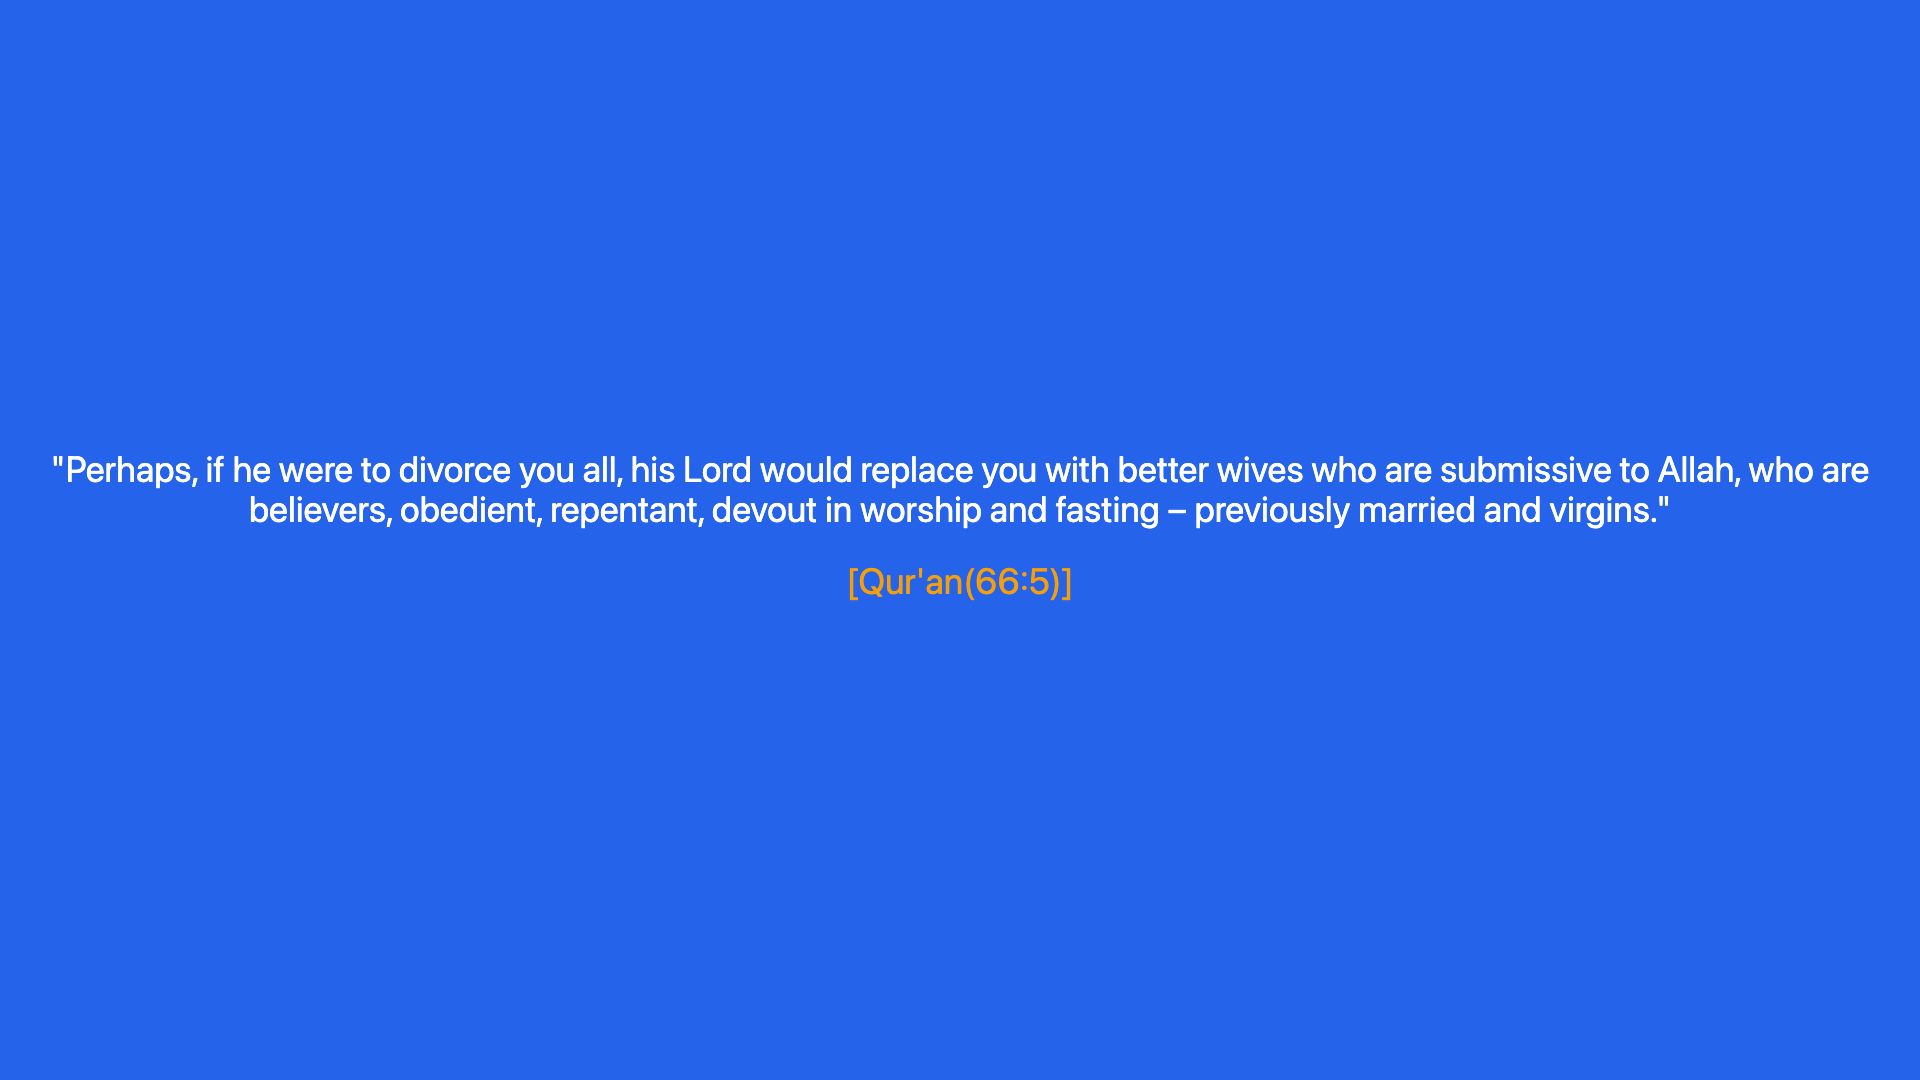 "Perhaps, if he were to divorce you all, his Lord would replace you with better wives who are submissive to Allah, who are
believers, obedient, repentant, devout in worship and fasting – previously married and virgins."
[Qur'an(66:5)]